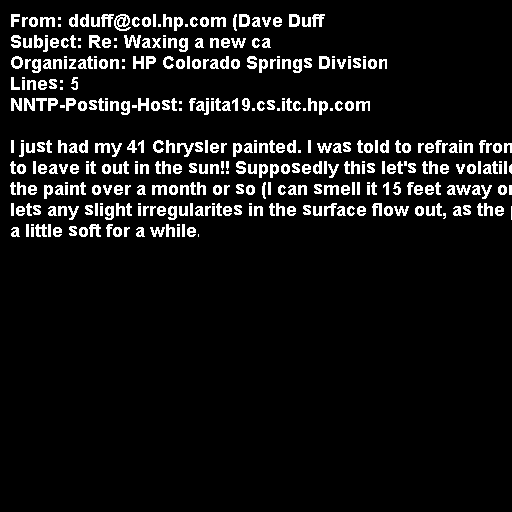 From: dduff@col.hp.com (Dave Duff
Subject: Re: Waxing a new ca
Organization: HP Colorado Springs Division
Lines: 5
NNTP-Posting-Host: fajita19.cs.itc.hp.com

I just had my 41 Chrysler painted. I was told to refrain from
to leave it out in the sun!! Supposedly this let's the volatile
the paint over a month or so (I can smell it 15 feet away on
lets any slight irregularites in the surface flow out, as the
a little soft for a while.